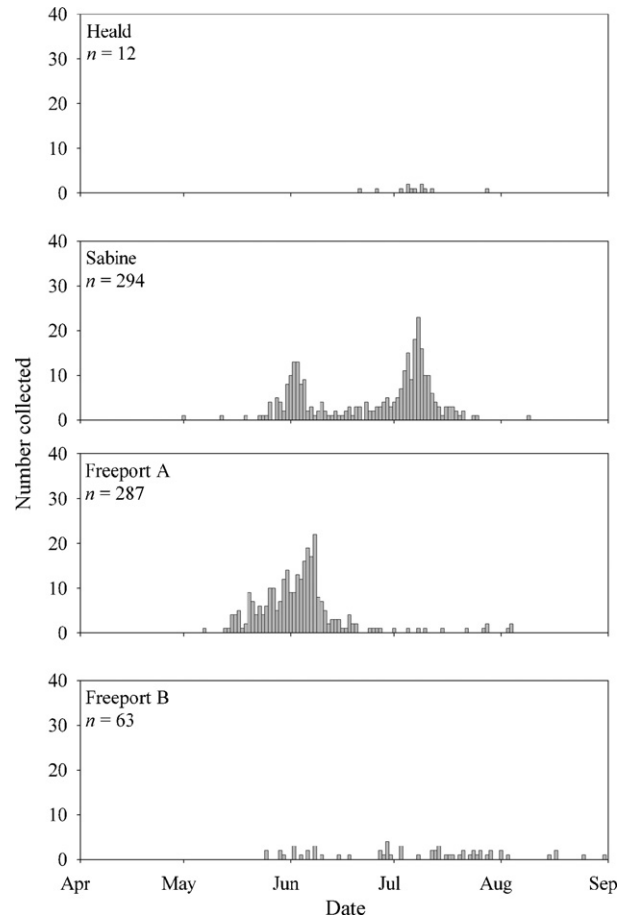 40
30
20
10
0
Heald
n = 12
40
30
20
10
0
Sabine
n = 294
Number collected
40
30
20
10
0
Freeport A
n = 287
40
30
20
10
0
Freeport B
n = 63
Apr May Jun Jul Aug Sep
Date